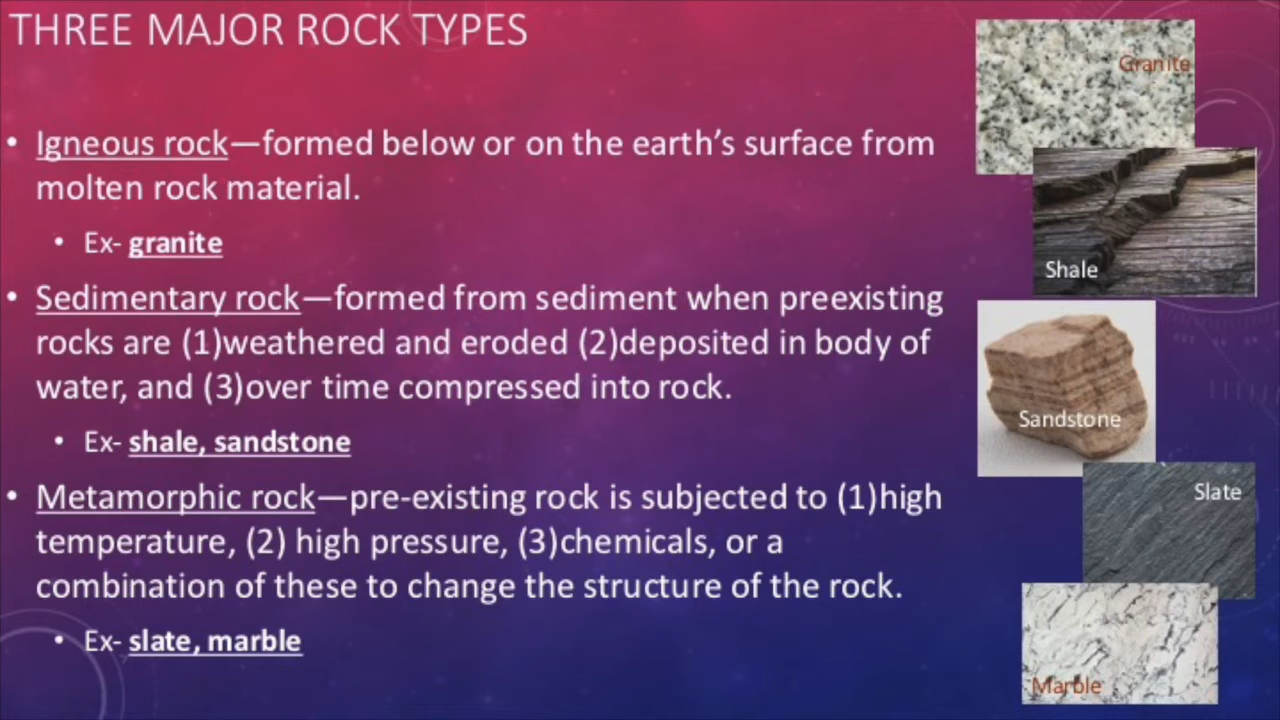 THREE MAJOR ROCK TYPES
• Igneous rock—formed below or on the earth's surface from
molten rock material.
• Ex- granite
• Sedimentary rock—formed from sediment when preexisting
rocks are (1)weathered and eroded (2)deposited in body of
water, and (3)over time compressed into rock.
• Ex- shale, sandstone
• Metamorphic rock—pre-existing rock is subjected to (1)high
temperature, (2) high pressure, (3)chemicals, or a
combination of these to change the structure of the rock.
• Ex- slate, marble
Granite
Shale
Sandstone
Slate
Marble